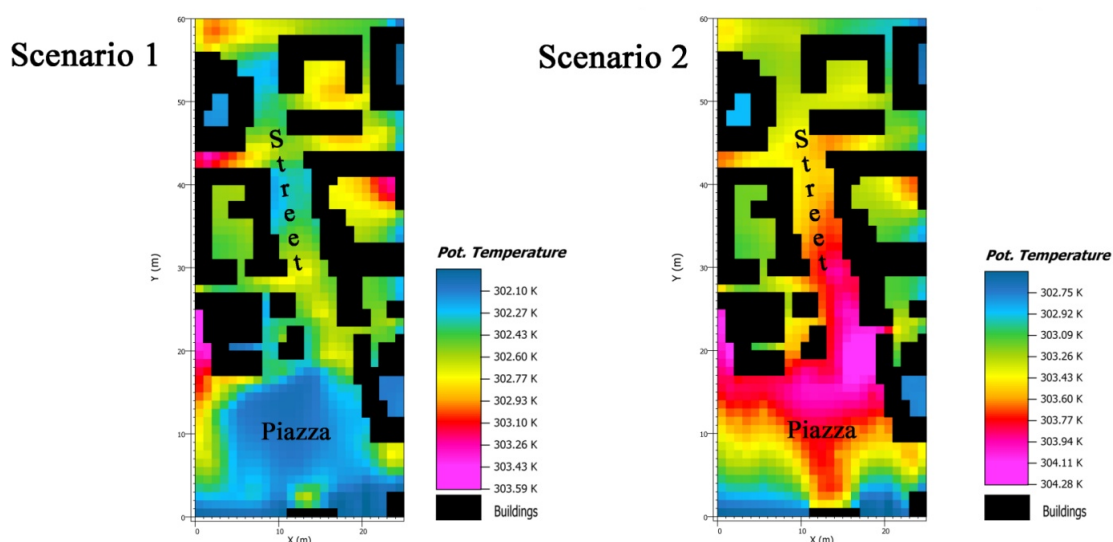 Scenario 1
60
50
40
30
20
10
0
Y (m)
0
10
20
X (m)
Street
Piazza
Pot. Temperature
302.10 K
302.27 K
302.43 K
302.60 K
302.77 K
302.93 K
303.10 K
303.26 K
303.43 K
303.59 K
Buildings
Scenario 2
60
50
40
30
20
10
0
Y (m)
0
10
20
X (m)
Street
Piazza
Pot. Temperature
302.75 K
302.92 K
303.09 K
303.26 K
303.43 K
303.60 K
303.77 K
303.94 K
304.11 K
304.28 K
Buildings